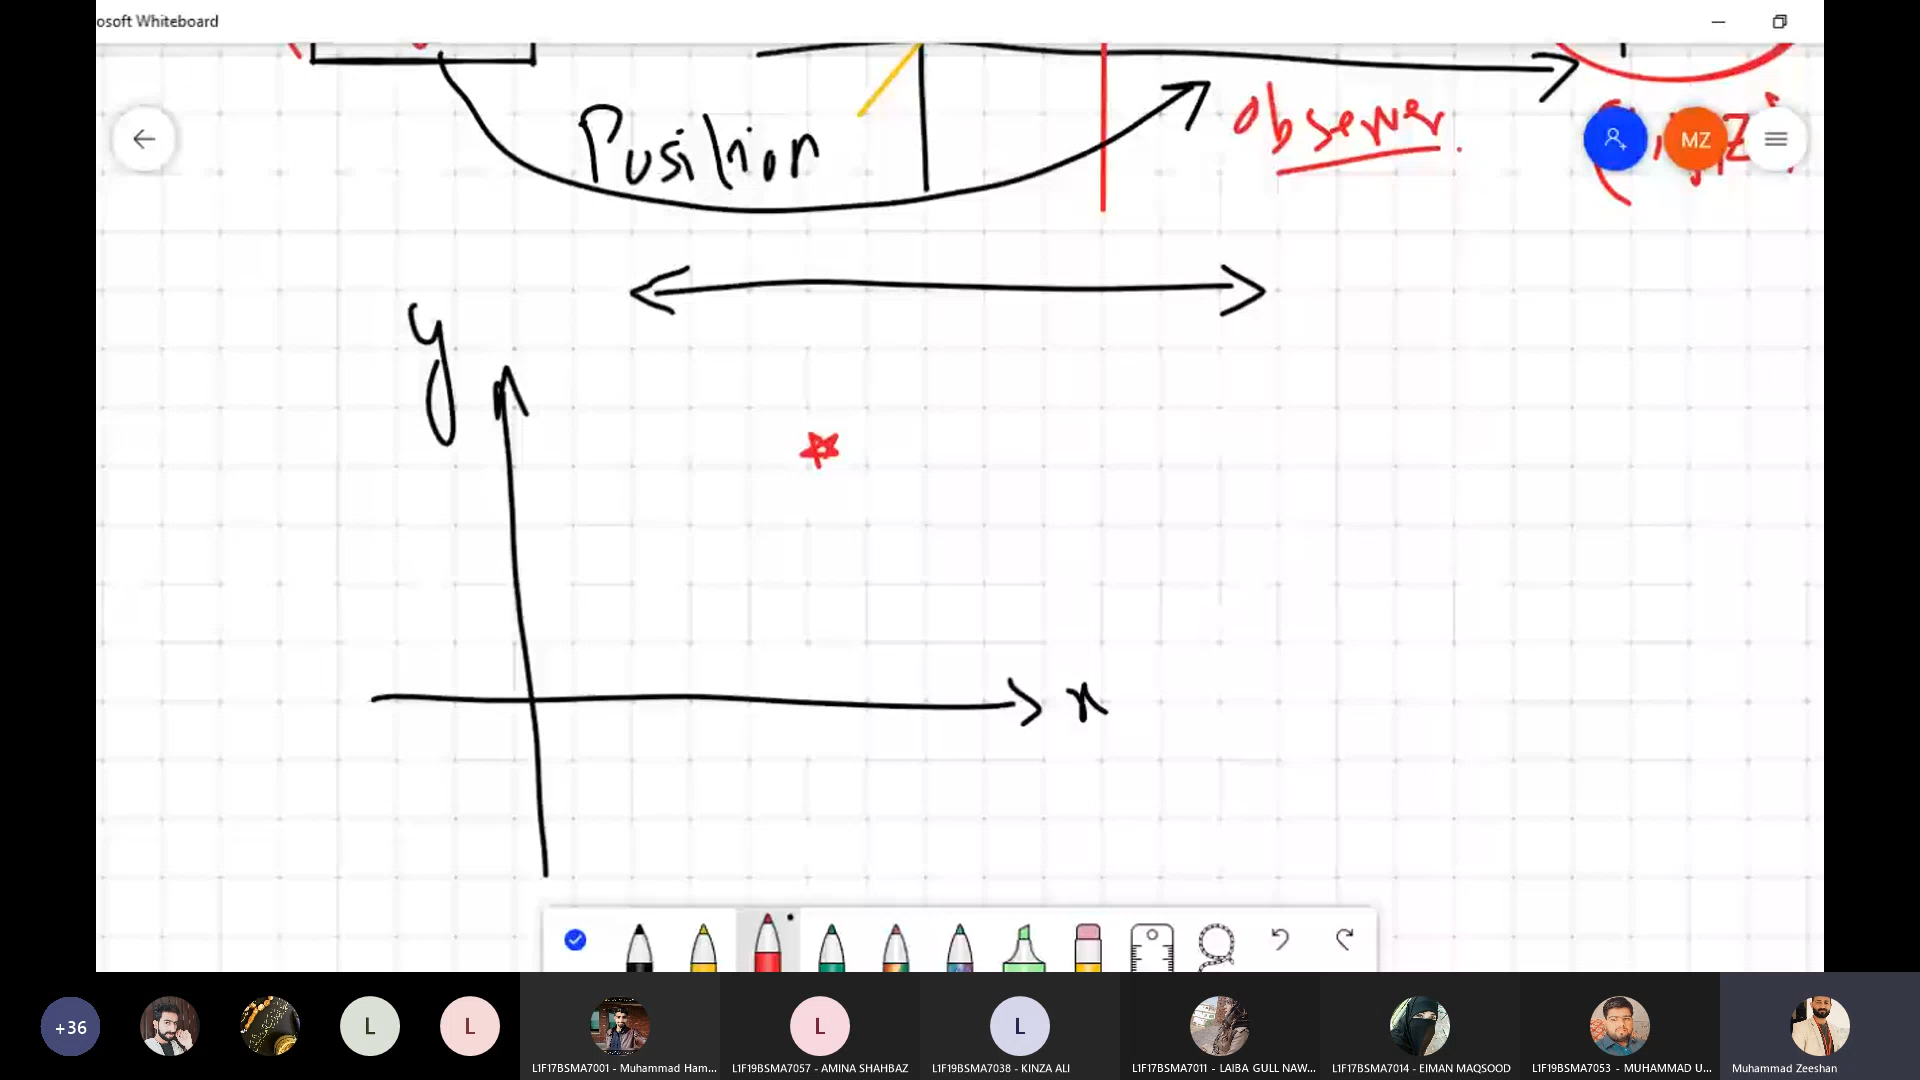 osoft Whiteboard
Position
observer.
MZ
y
x
+36
L
L
L
L
L1F17BSMA7001 - Muhammad Ham...
L1F19BSMA7057 - AMINA SHAHBAZ
L1F19BSMA7038 - KINZA ALI
L1F17BSMA7011 - LAIBA GULL NAW...
L1F17BSMA7014 - EIMAN MAQSOOD
L1F19BSMA7053 - MUHAMMAD U...
Muhammad Zeeshan